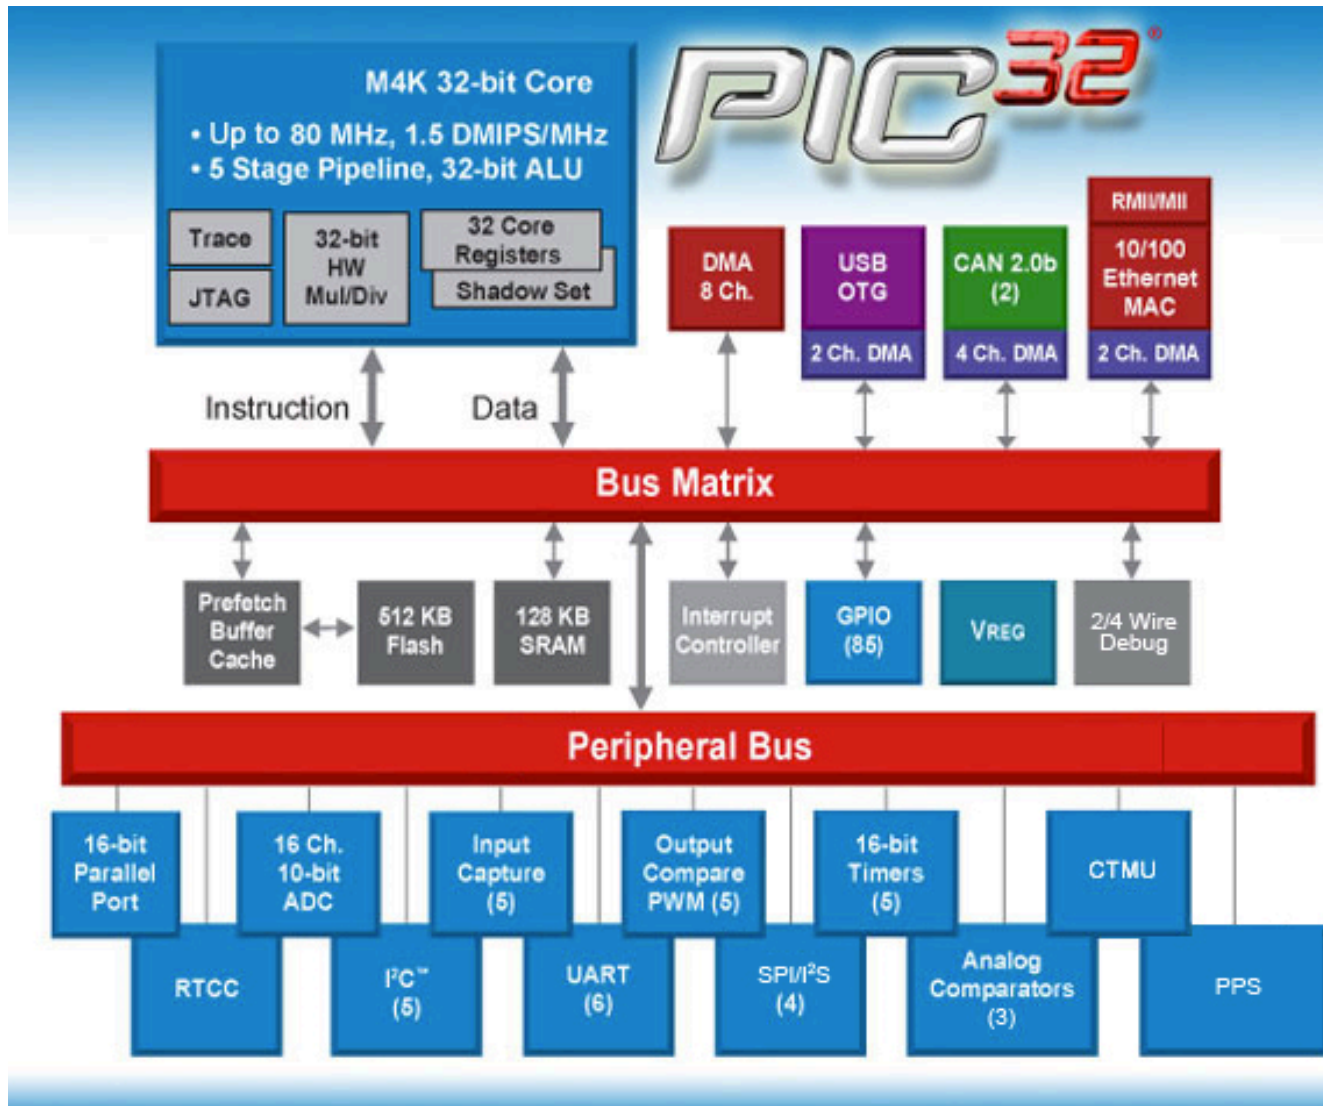 PIC32®
M4K 32-bit Core
• Up to 80 MHz, 1.5 DMIPS/MHz
• 5 Stage Pipeline, 32-bit ALU
Trace
JTAG
32-bit
HW
Mul/Div
32 Core
Registers
Shadow Set
DMA
8 Ch.
USB
OTG
2 Ch. DMA
CAN 2.0b
(2)
4 Ch. DMA
RMII/MII
10/100
Ethernet
MAC
2 Ch. DMA
Instruction
Data
Bus Matrix
Prefetch
Buffer
Cache
512 KB
Flash
128 KB
SRAM
Interrupt
Controller
GPIO
(85)
VREG
2/4 Wire
Debug
Peripheral Bus
16-bit
Parallel
Port
16 Ch.
10-bit
ADC
Input
Capture
(5)
Output
Compare
PWM (5)
16-bit
Timers
(5)
CTMU
RTCC
I²C™
(5)
UART
(6)
SPI/I²S
(4)
Analog
Comparators
(3)
PPS